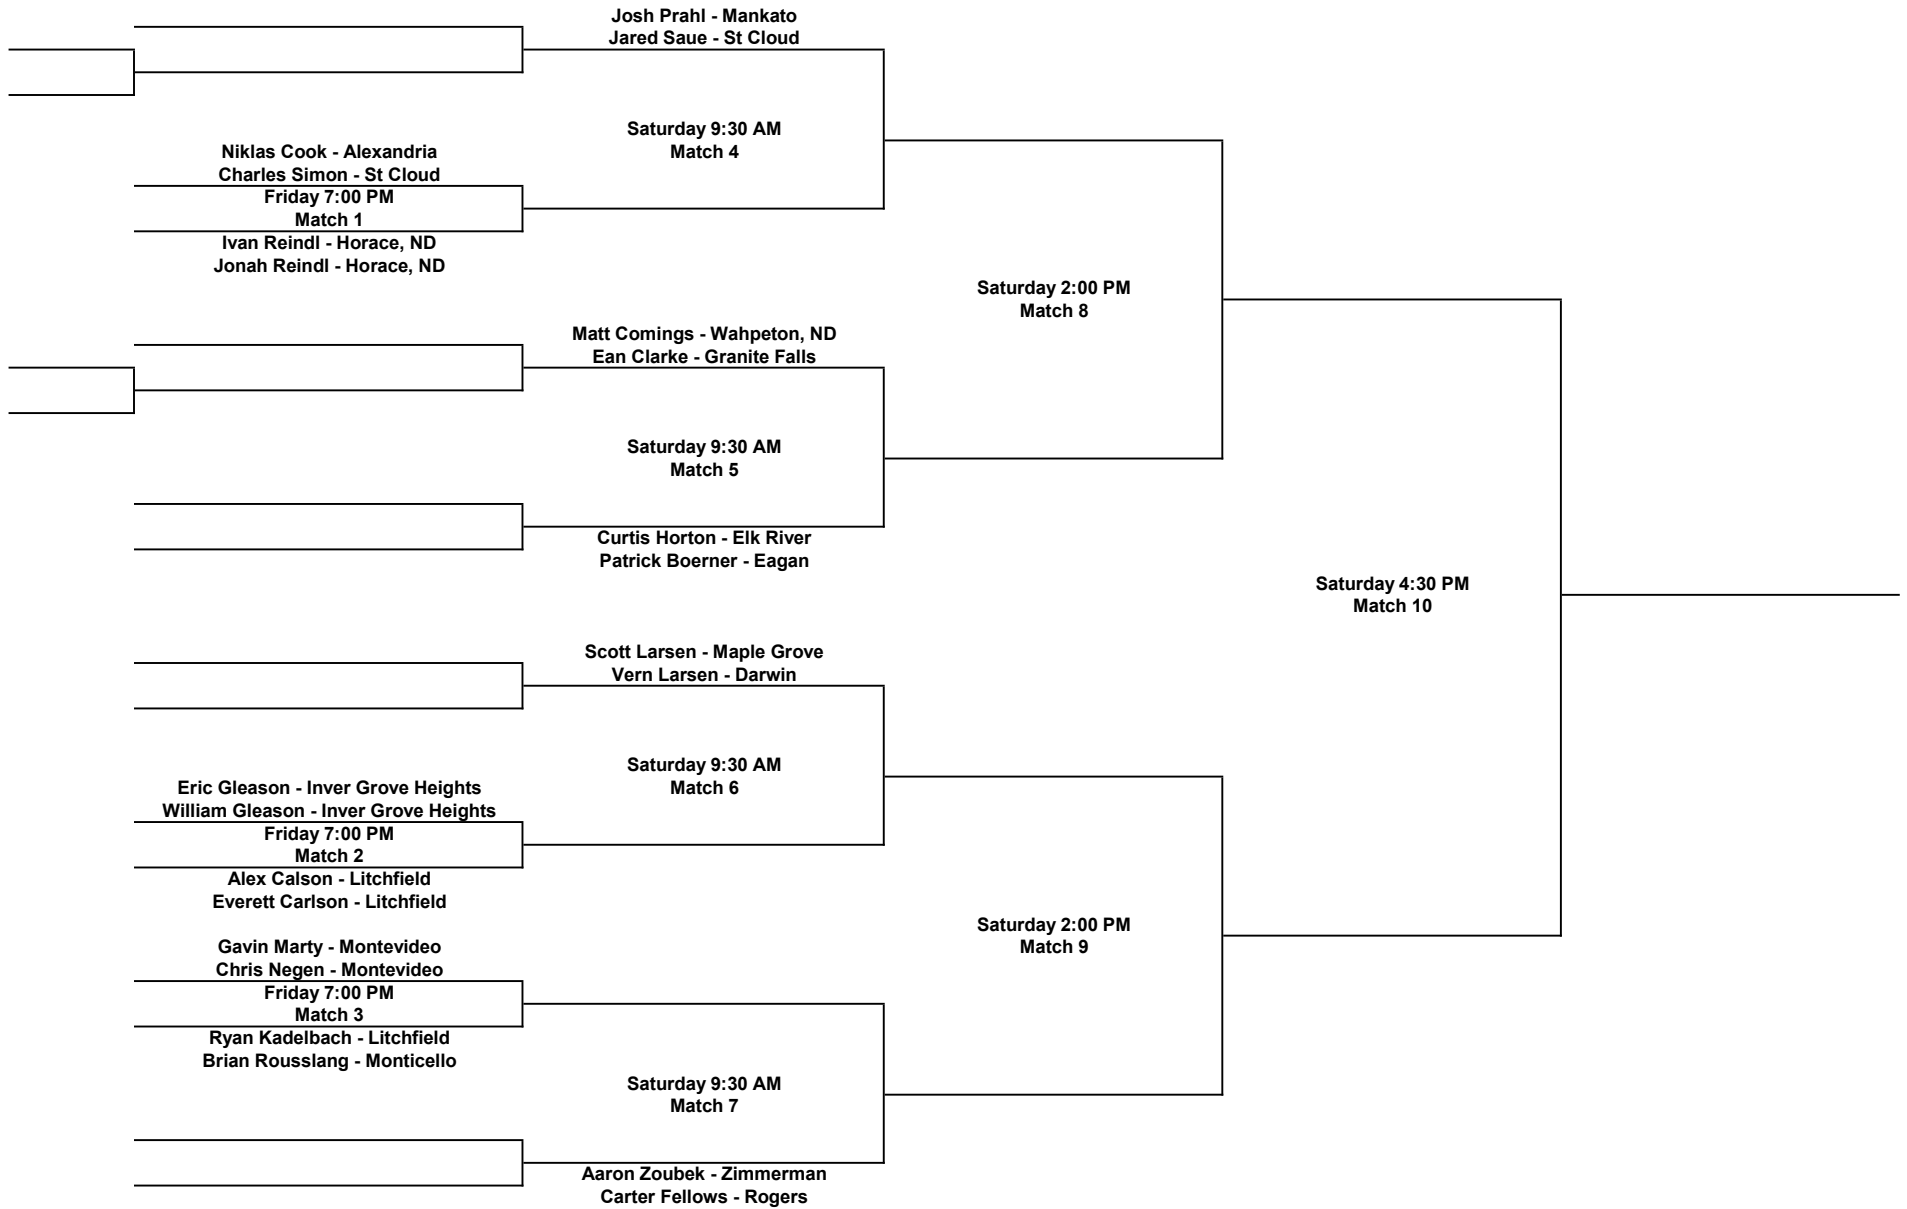 Josh Prahl - Mankato
Jared Saue - St Cloud
Saturday 9:30 AM
Match 4
Niklas Cook - Alexandria
Charles Simon - St Cloud
Friday 7:00 PM
Match 1
Ivan Reindl - Horace, ND
Jonah Reindl - Horace, ND
Saturday 2:00 PM
Match 8
Matt Comings - Wahpeton, ND
Ean Clarke - Granite Falls
Saturday 9:30 AM
Match 5
Curtis Horton - Elk River
Patrick Boerner - Eagan
Saturday 4:30 PM
Match 10
Scott Larsen - Maple Grove
Vern Larsen - Darwin
Saturday 9:30 AM
Match 6
Eric Gleason - Inver Grove Heights
William Gleason - Inver Grove Heights
Friday 7:00 PM
Match 2
Alex Calson - Litchfield
Everett Carlson - Litchfield
Saturday 2:00 PM
Match 9
Gavin Marty - Montevideo
Chris Negen - Montevideo
Friday 7:00 PM
Match 3
Ryan Kadelbach - Litchfield
Brian Rousslang - Monticello
Saturday 9:30 AM
Match 7
Aaron Zoubek - Zimmerman
Carter Fellows - Rogers